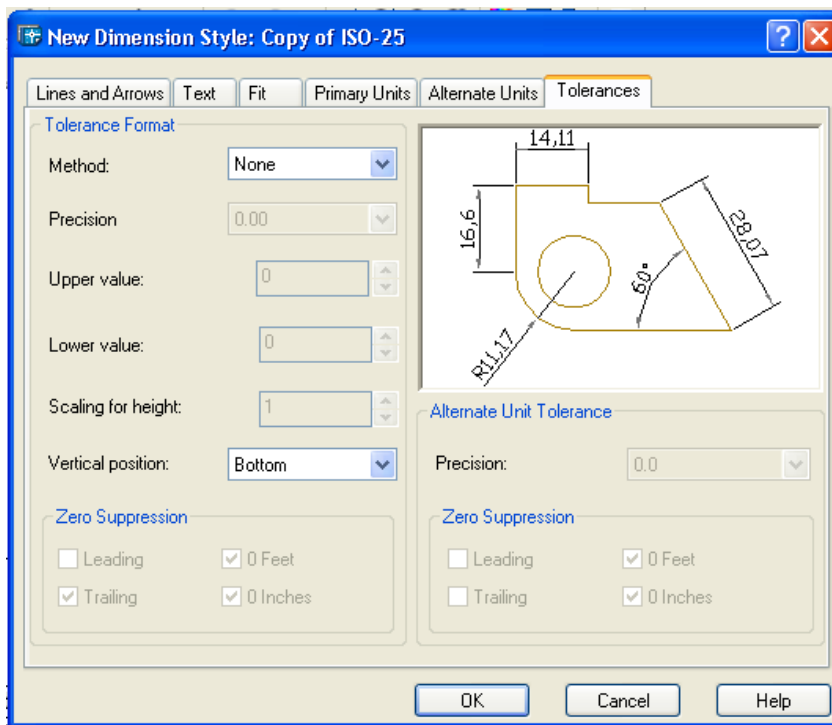 New Dimension Style: Copy of ISO-25
Lines and Arrows Text Fit Primary Units Alternate Units Tolerances
Tolerance Format
Method: None
Precision 0.00
Upper value: 0
Lower value: 0
Scaling for height: 1
Vertical position: Bottom
Zero Suppression
Leading 0 Feet
Trailing 0 Inches
14,11
16,6
28,07
60°
R11,17
Alternate Unit Tolerance
Precision: 0.0
Zero Suppression
Leading 0 Feet
Trailing 0 Inches
OK Cancel Help